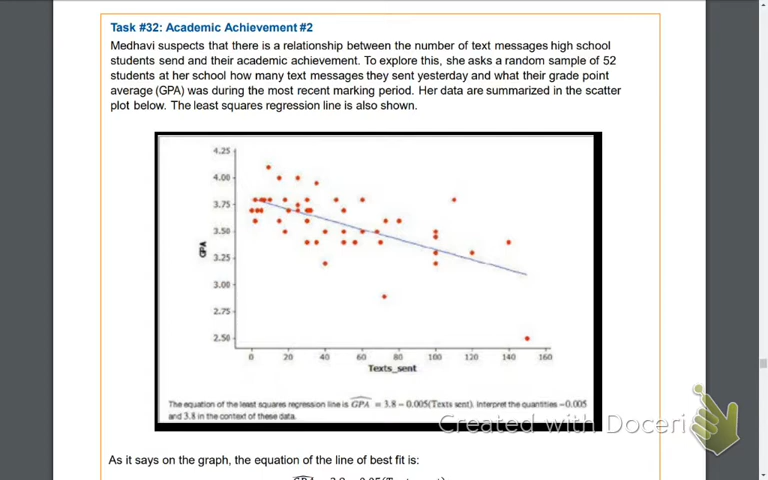 Task #32: Academic Achievement #2
Medhavi suspects that there is a relationship between the number of text messages high school
students send and their academic achievement. To explore this, she asks a random sample of 52
students at her school how many text messages they sent yesterday and what their grade point
average (GPA) was during the most recent marking period. Her data are summarized in the scatter
plot below. The least squares regression line is also shown.
4.25
4.00
3.75
3.50
3.25
3.00
2.75
2.50
GPA
0 20 40 60 80 100 120 140 160
Texts_sent
The equation of the least squares regression line is GPA = 3.8 – 0.005(Texts sent). Interpret the quantities –0.005
and 3.8 in the context of these data.
Created with Doceri
As it says on the graph, the equation of the line of best fit is: